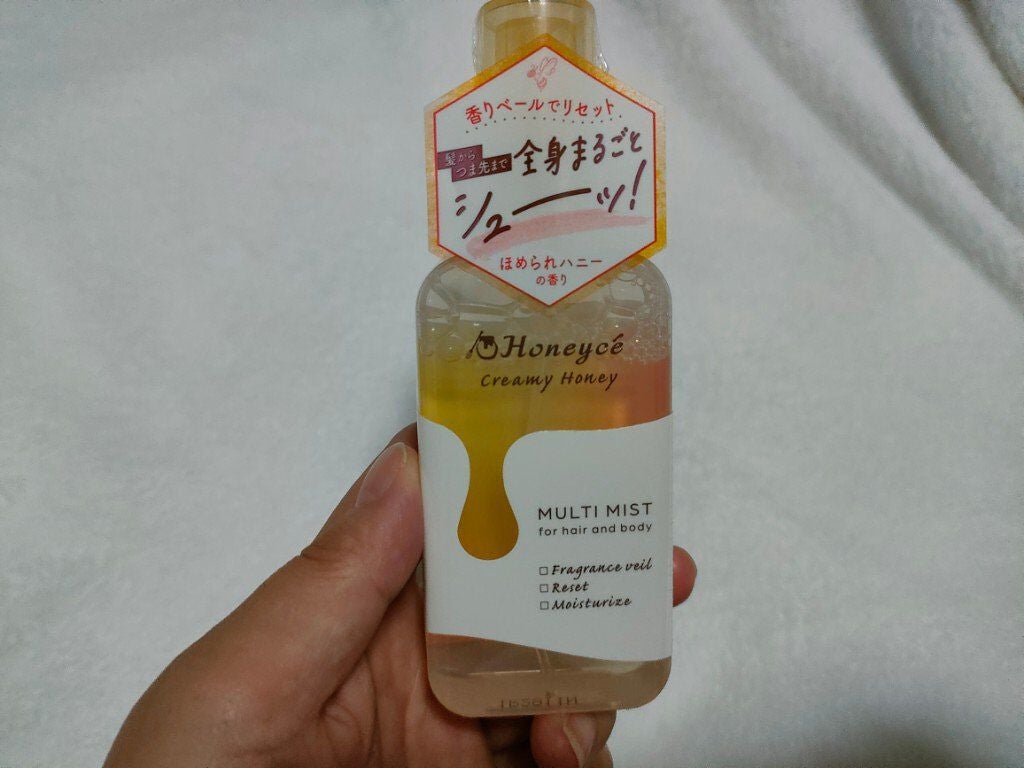 香りベールでリセット
髪から
つま先まで
全身まるごと
シューッ!
ほめられハニー
の香り
Honeycé
Creamy Honey
MULTI MIST
for hair and body
□ Fragrance veil
□ Reset
□ Moisturize